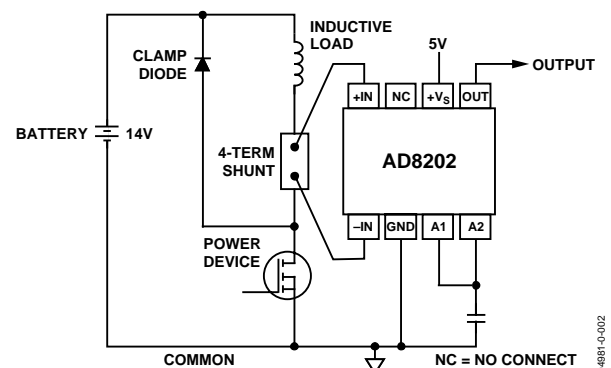 INDUCTIVE
LOAD
CLAMP
DIODE
5V
OUTPUT
+IN
NC
+VS
OUT
BATTERY
14V
4-TERM
SHUNT
AD8202
–IN
GND
A1
A2
POWER
DEVICE
COMMON
NC = NO CONNECT
4981-0-002